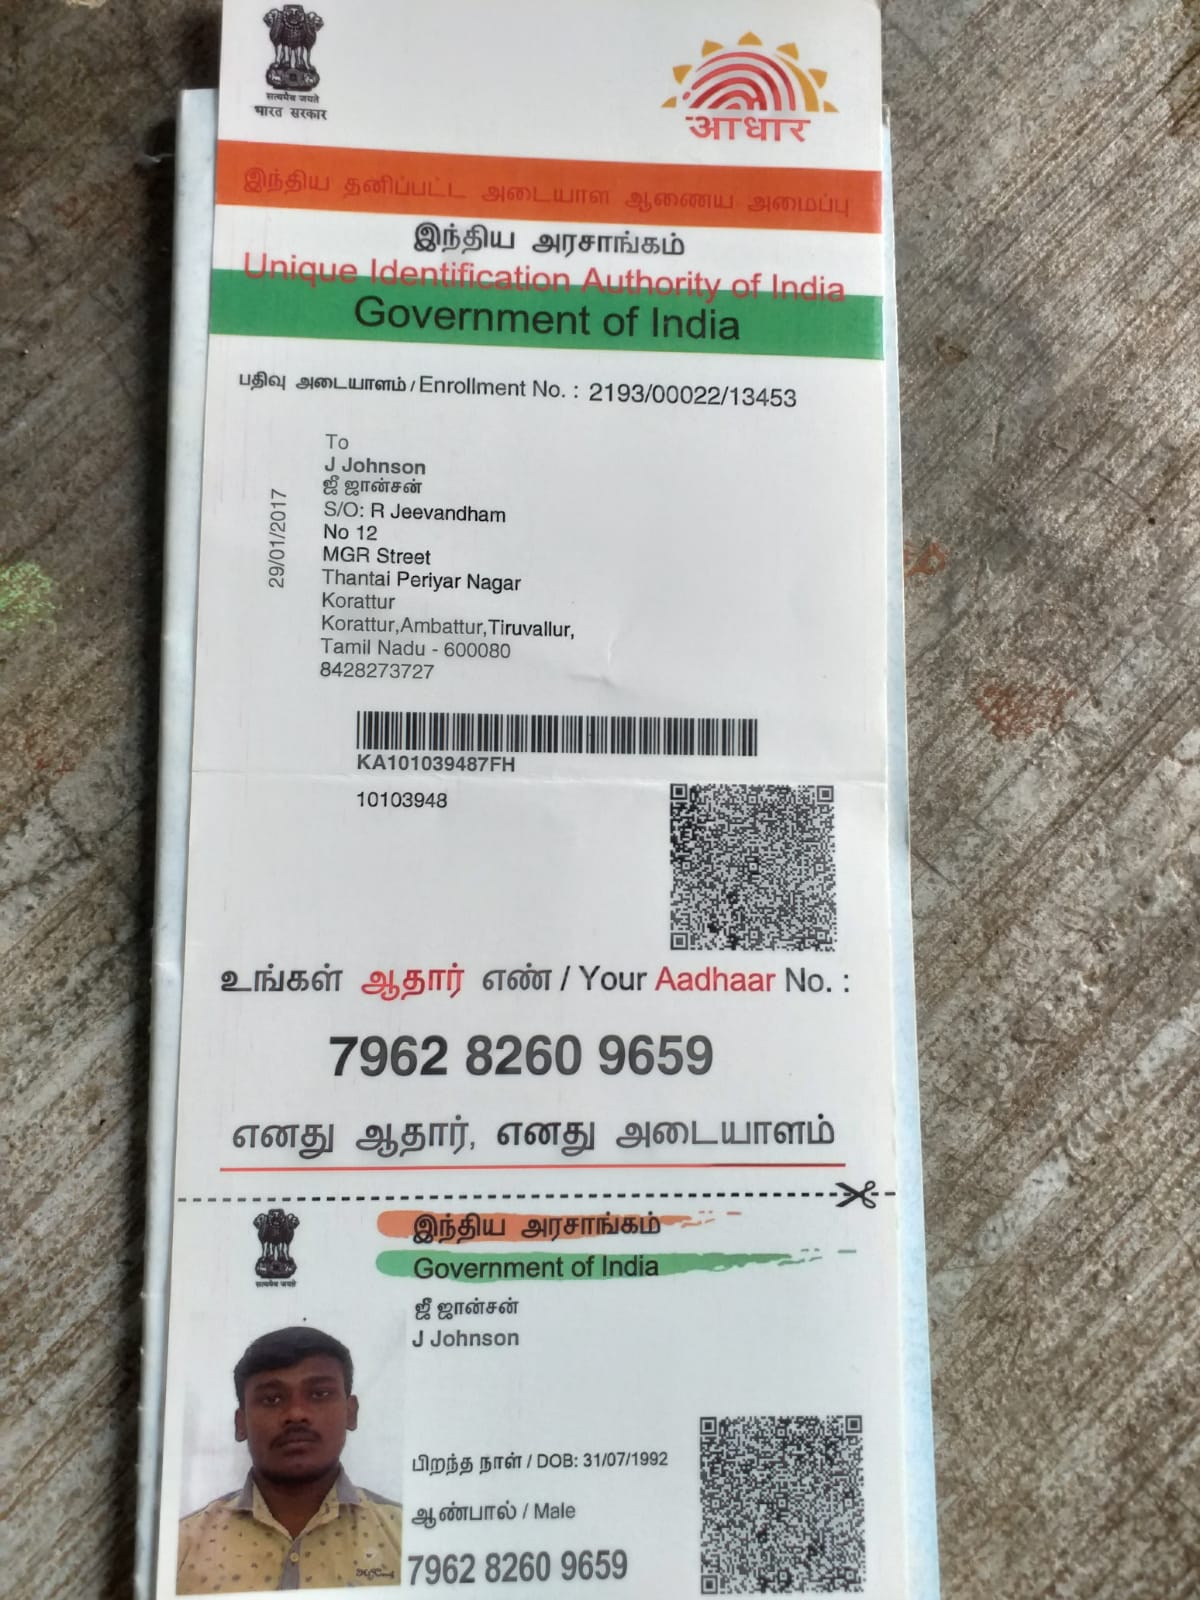 सत्यमेव जयते
भारत सरकार
आधार
இந்திய தனிப்பட்ட அடையாள ஆணைய அமைப்பு
இந்திய அரசாங்கம்
Unique Identification Authority of India
Government of India
பதிவு அடையாளம் / Enrollment No. : 2193/00022/13453
29/01/2017
To
J Johnson
ஜீ ஜான்சன்
S/O: R Jeevandham
No 12
MGR Street
Thantai Periyar Nagar
Korattur
Korattur,Ambattur,Tiruvallur,
Tamil Nadu - 600080
8428273727
KA101039487FH
10103948
உங்கள் ஆதார் எண் / Your Aadhaar No. :
7962 8260 9659
எனது ஆதார், எனது அடையாளம்
सत्यमेव जयते
இந்திய அரசாங்கம்
Government of India
ஜீ ஜான்சன்
J Johnson
பிறந்த நாள் / DOB: 31/07/1992
ஆண்பால் / Male
7962 8260 9659